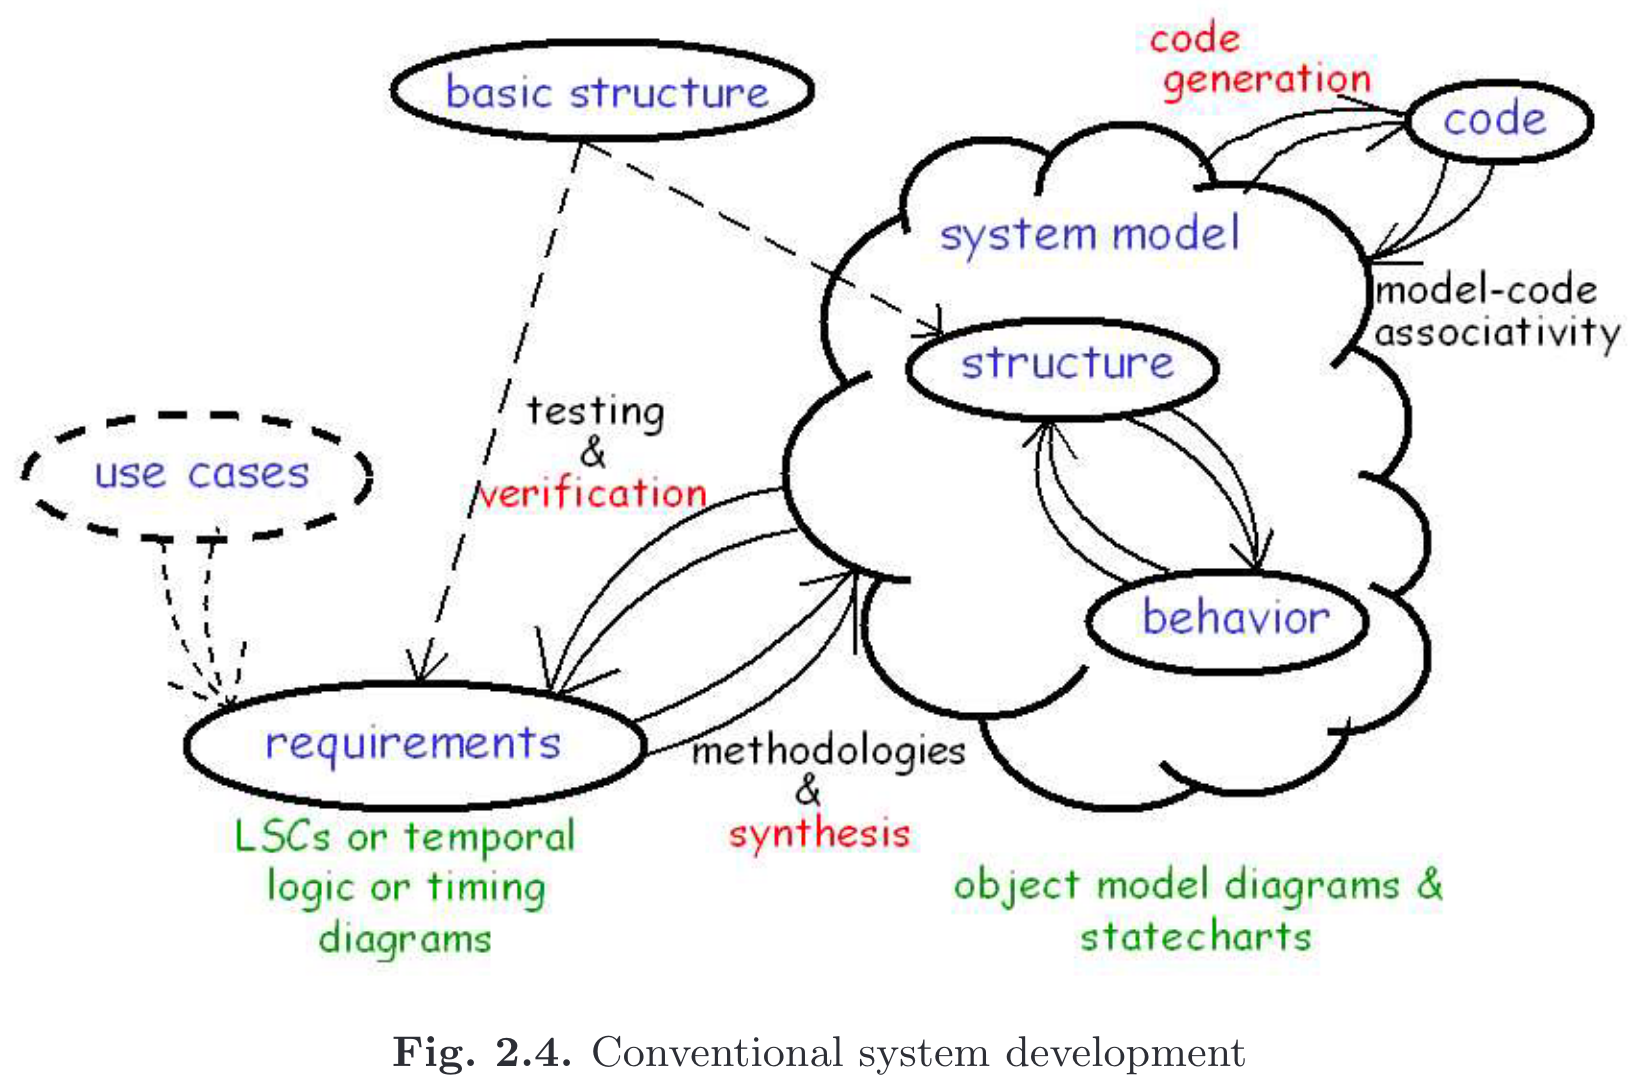 code
generation
basic structure
code
system model
model-code
associativity
structure
testing
&
verification
use cases
behavior
requirements
methodologies
&
synthesis
LSCs or temporal
logic or timing
diagrams
object model diagrams &
statecharts
Fig. 2.4. Conventional system development